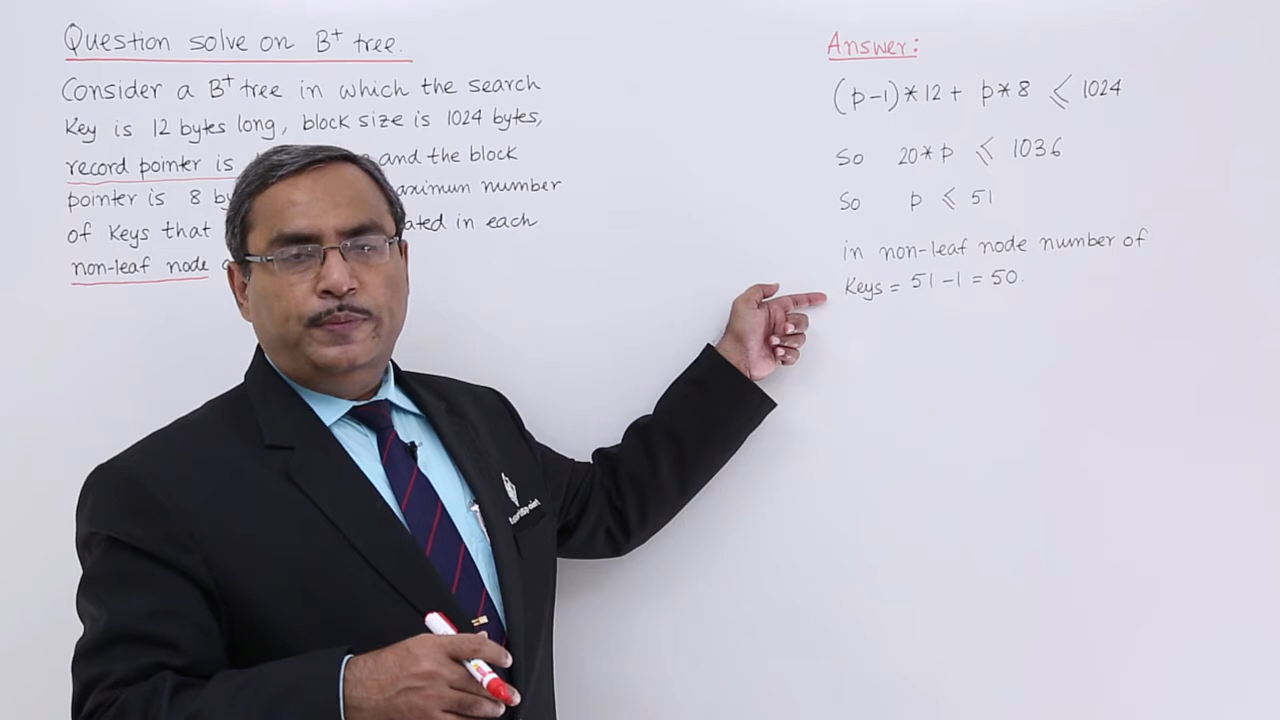 Question solve on B+ tree.
Consider a B+ tree in which the search
Key is 12 bytes long, block size is 1024 bytes,
record pointer is and the block
pointer is 8 number
of Keys that in each
non-leaf node
Answer:
(p-1)*12 + p*8 ≤ 1024
So 20*p ≤ 1036
So p ≤ 51
in non-leaf node number of
Keys = 51-1 = 50.